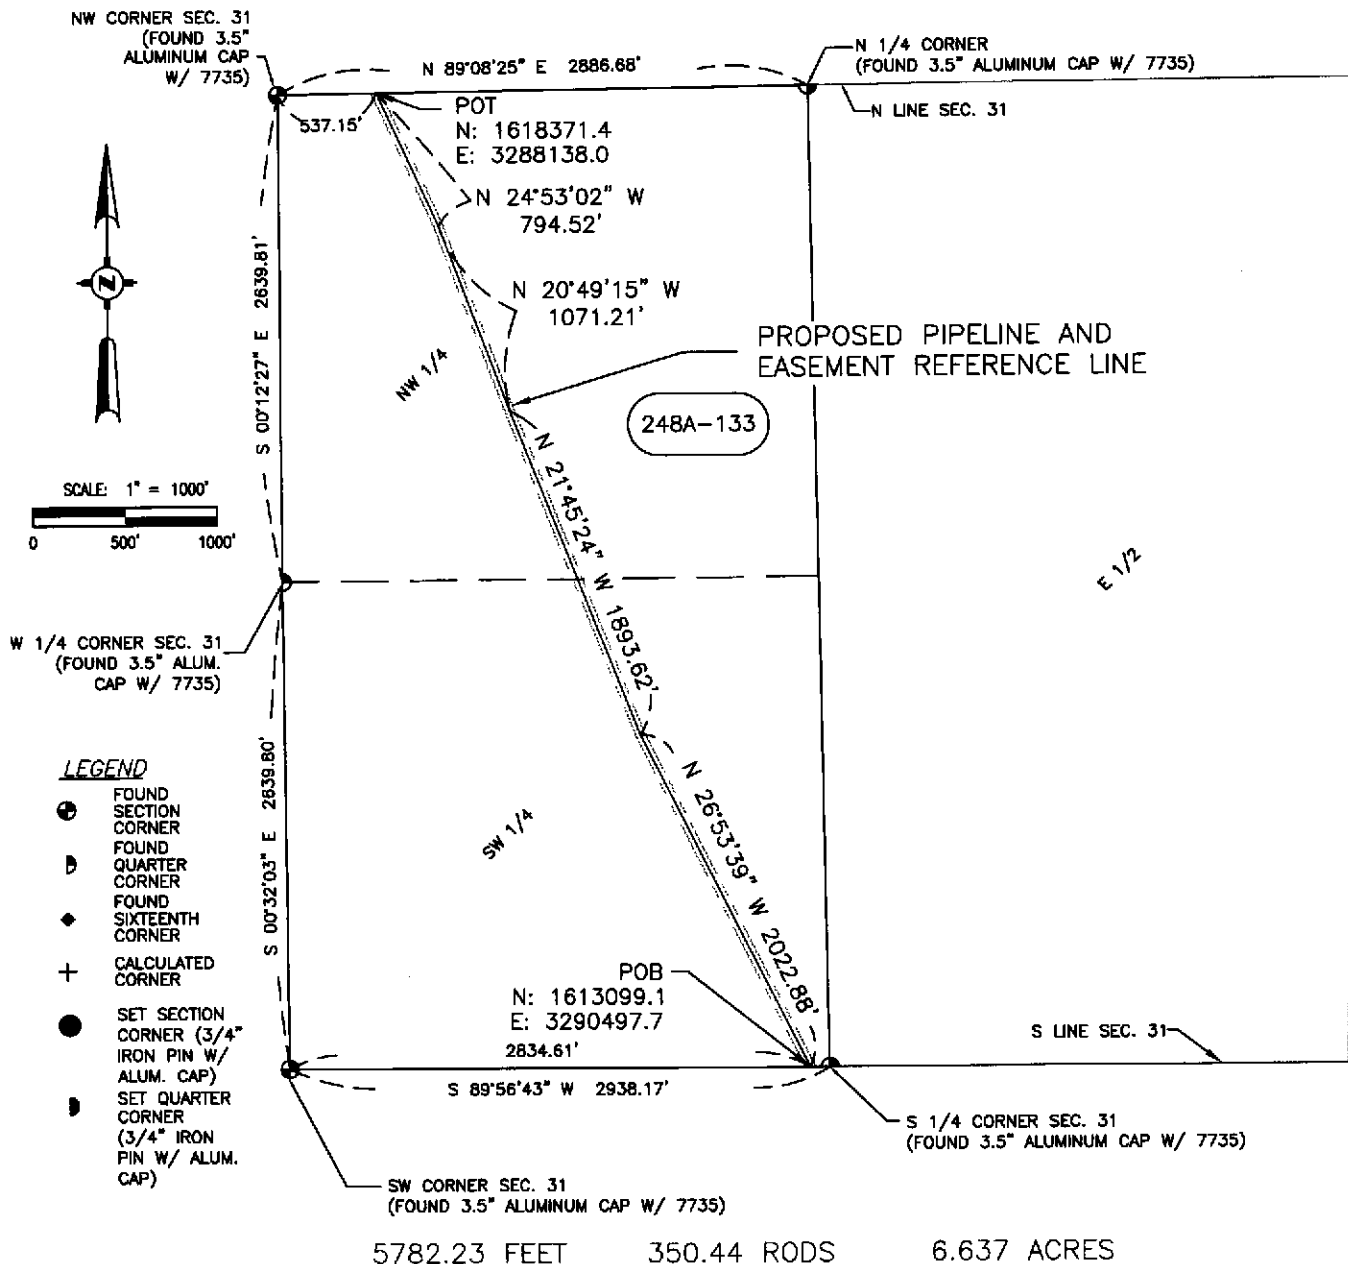 NW CORNER SEC. 31
(FOUND 3.5"
ALUMINUM CAP
W/ 7735)
N 89°08'25" E 2886.68'
N 1/4 CORNER
(FOUND 3.5" ALUMINUM CAP W/ 7735)
N LINE SEC. 31
537.15'
POT
N: 1618371.4
E: 3288138.0
N 24°53'02" W
794.52'
N 20°49'15" W
1071.21'
S 00°12'27" E 2639.81'
NW 1/4
PROPOSED PIPELINE AND
EASEMENT REFERENCE LINE
248A-133
N
SCALE: 1" = 1000'
0 500' 1000'
N 21°45'24" W 1893.62'
E 1/2
W 1/4 CORNER SEC. 31
(FOUND 3.5" ALUM.
CAP W/ 7735)
S 00°32'03" E 2639.80'
SW 1/4
N 26°53'39" W 2022.88'
LEGEND
FOUND
SECTION
CORNER
FOUND
QUARTER
CORNER
FOUND
SIXTEENTH
CORNER
CALCULATED
CORNER
SET SECTION
CORNER (3/4"
IRON PIN W/
ALUM. CAP)
SET QUARTER
CORNER
(3/4" IRON
PIN W/ ALUM.
CAP)
POB
N: 1613099.1
E: 3290497.7
2834.61'
S 89°56'43" W 2938.17'
S LINE SEC. 31
S 1/4 CORNER SEC. 31
(FOUND 3.5" ALUMINUM CAP W/ 7735)
SW CORNER SEC. 31
(FOUND 3.5" ALUMINUM CAP W/ 7735)
5782.23 FEET 350.44 RODS 6.637 ACRES